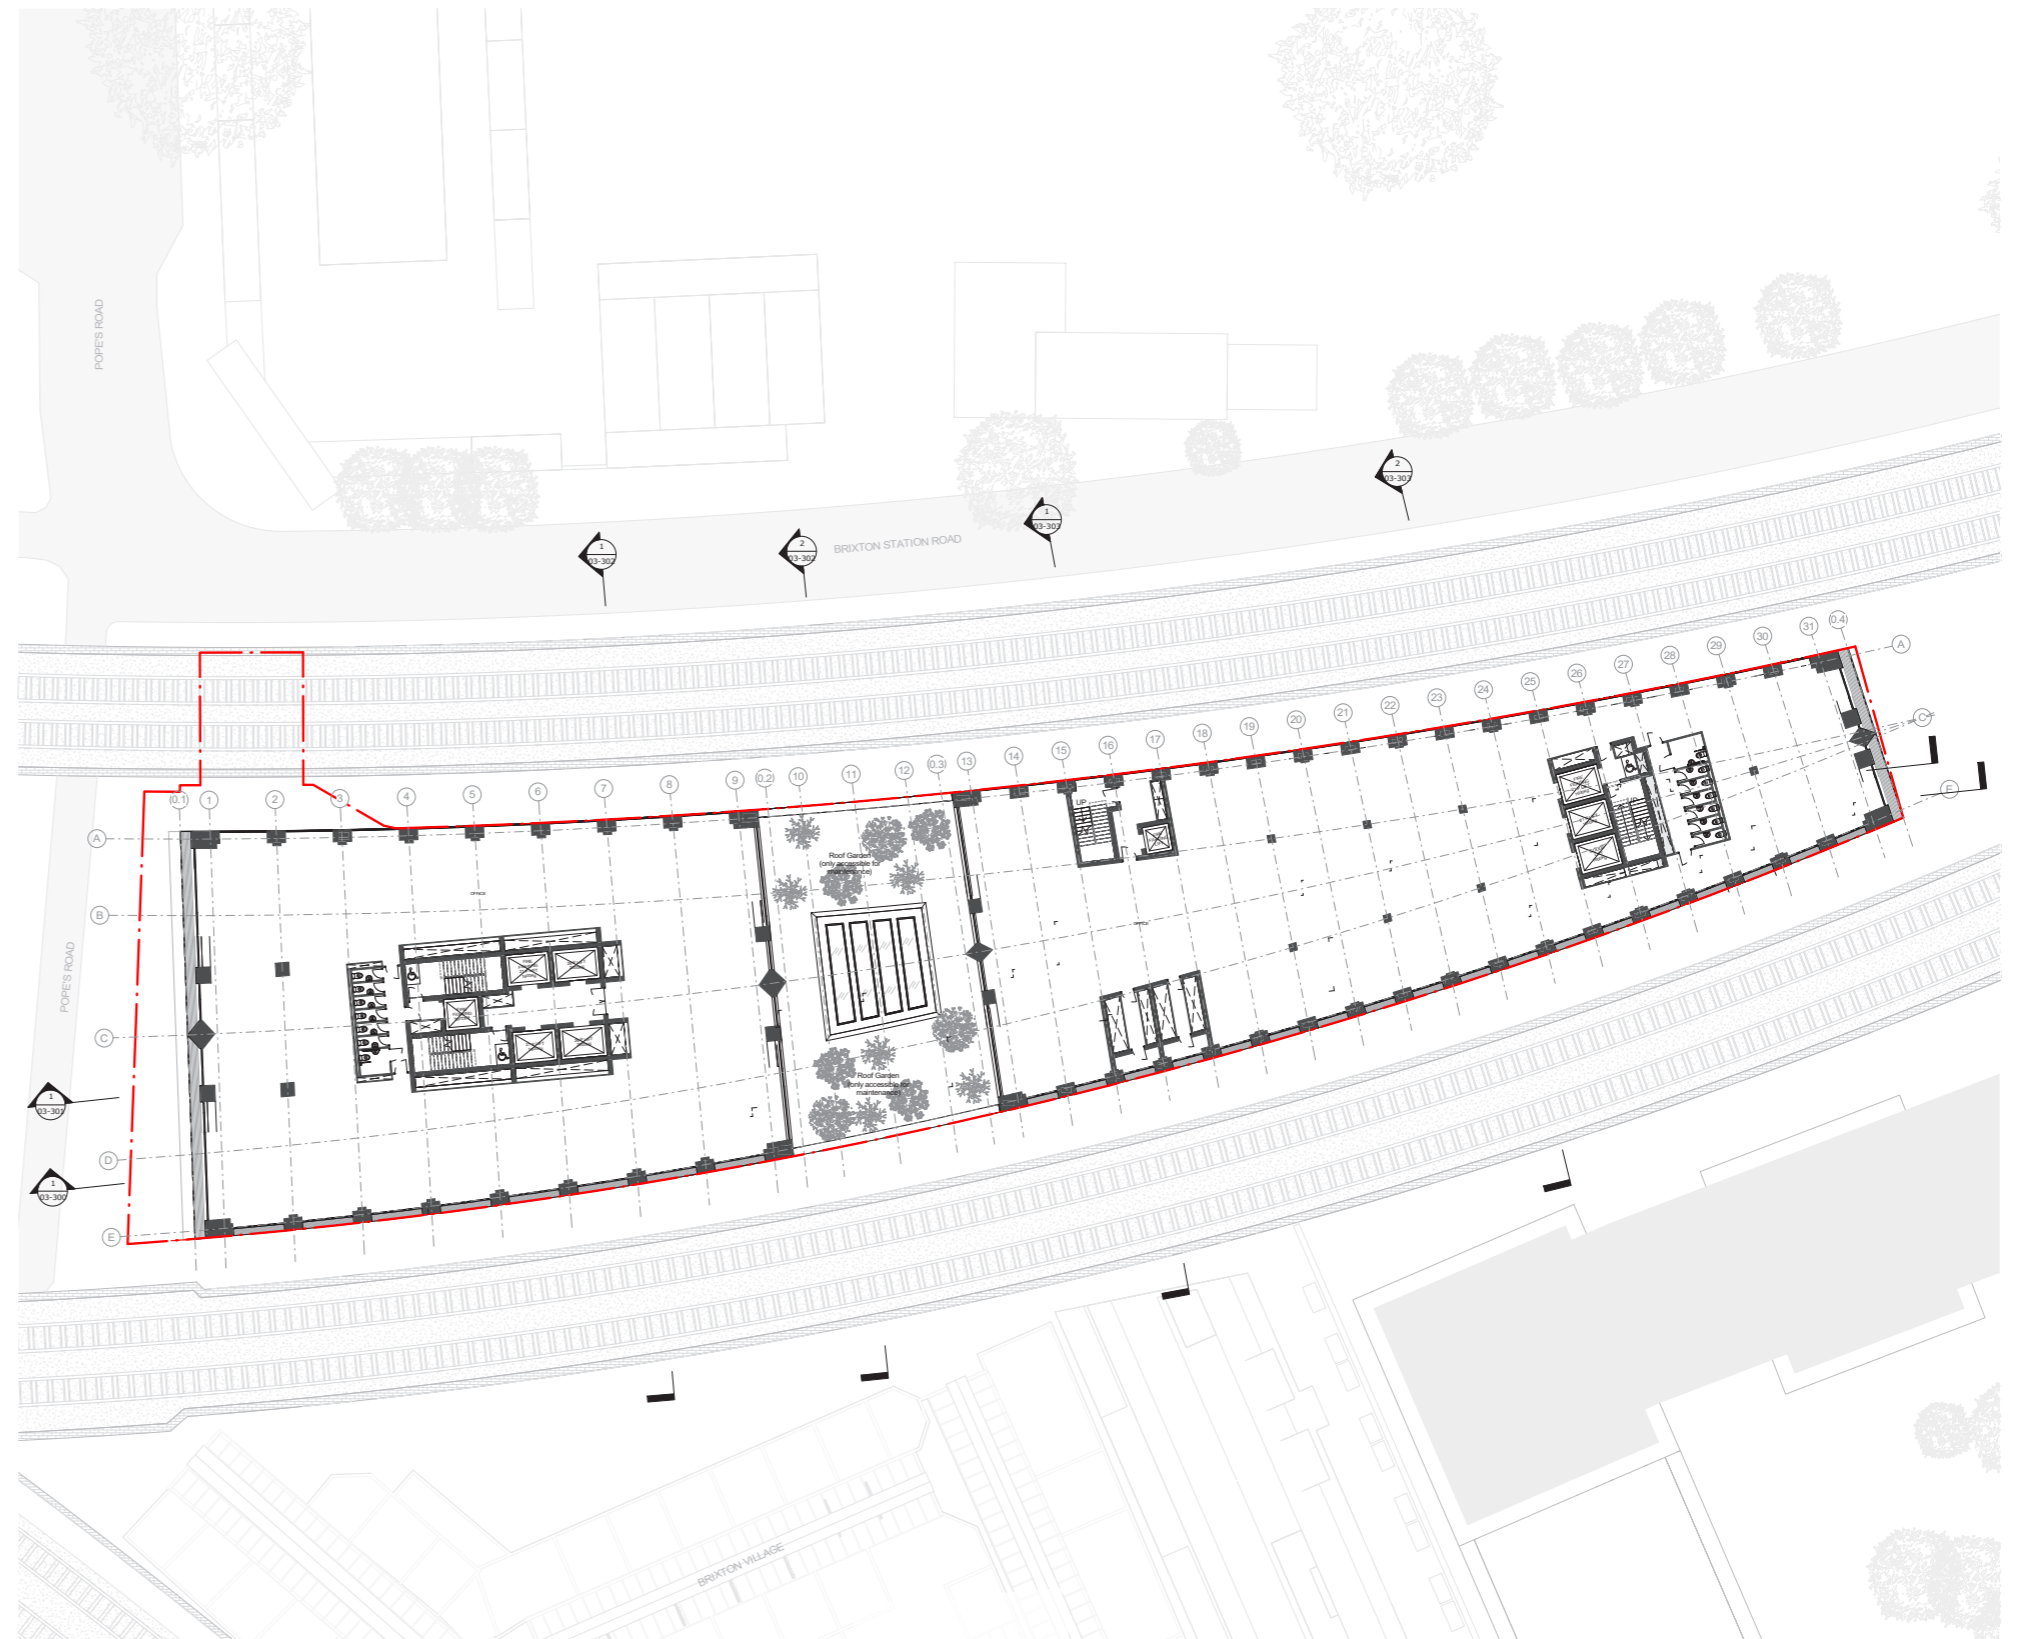 POPE'S ROAD
BRIXTON STATION ROAD
1
03-302
2
03-302
1
03-303
2
03-303
(0.1)
1
2
3
4
5
6
7
8
9
(0.2)
10
11
12
(0.3)
13
14
15
16
17
18
19
20
21
22
23
24
25
26
27
28
29
30
31
(0.4)
A
C
E
A
B
C
D
E
OFFICE
Roof Garden
(only accessible for
maintenance)
UP
OFFICE
UP
Roof Garden
(only accessible for
maintenance)
POPE'S ROAD
1
03-301
1
03-300
BRIXTON VILLAGE